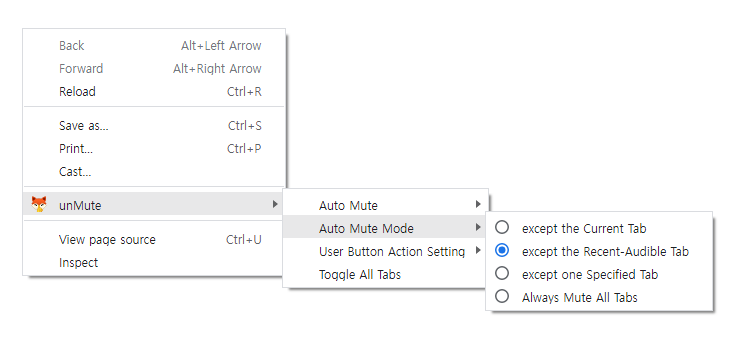 Back Alt+Left Arrow
Forward Alt+Right Arrow
Reload Ctrl+R
Save as... Ctrl+S
Print... Ctrl+P
Cast...
unMute
View page source Ctrl+U
Inspect
Auto Mute
Auto Mute Mode
User Button Action Setting
Toggle All Tabs
except the Current Tab
except the Recent-Audible Tab
except one Specified Tab
Always Mute All Tabs